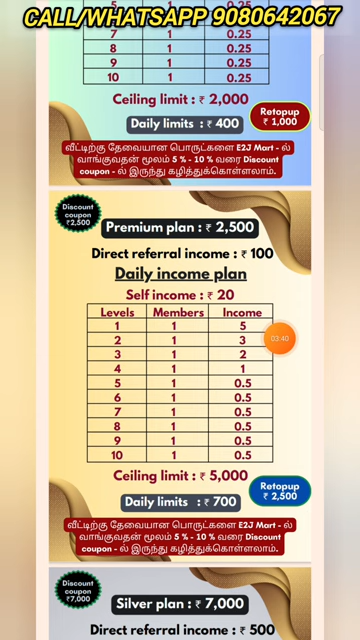 CALL/WHATSAPP 9080642067
7 1 0.25
8 1 0.25
9 1 0.25
10 1 0.25
Ceiling limit : ₹ 2,000
Daily limits : ₹ 400
Retopup
₹ 1,000
வீட்டிற்கு தேவையான பொருட்களை E2J Mart - ல்
வாங்குவதன் மூலம் 5 % - 10 % வரை Discount
coupon - ல் இருந்து கழித்துக்கொள்ளலாம்.
Discount
coupon
₹2,500
Premium plan : ₹ 2,500
Direct referral income : ₹ 100
Daily income plan
Self income : ₹ 20
Levels Members Income
1 1 5
2 1 3
3 1 2
4 1 1
5 1 0.5
6 1 0.5
7 1 0.5
8 1 0.5
9 1 0.5
10 1 0.5
03:40
Ceiling limit : ₹ 5,000
Daily limits : ₹ 700
Retopup
₹ 2,500
வீட்டிற்கு தேவையான பொருட்களை E2J Mart - ல்
வாங்குவதன் மூலம் 5 % - 10 % வரை Discount
coupon - ல் இருந்து கழித்துக்கொள்ளலாம்.
Discount
coupon
₹7,000
Silver plan : ₹ 7,000
Direct referral income : ₹ 500